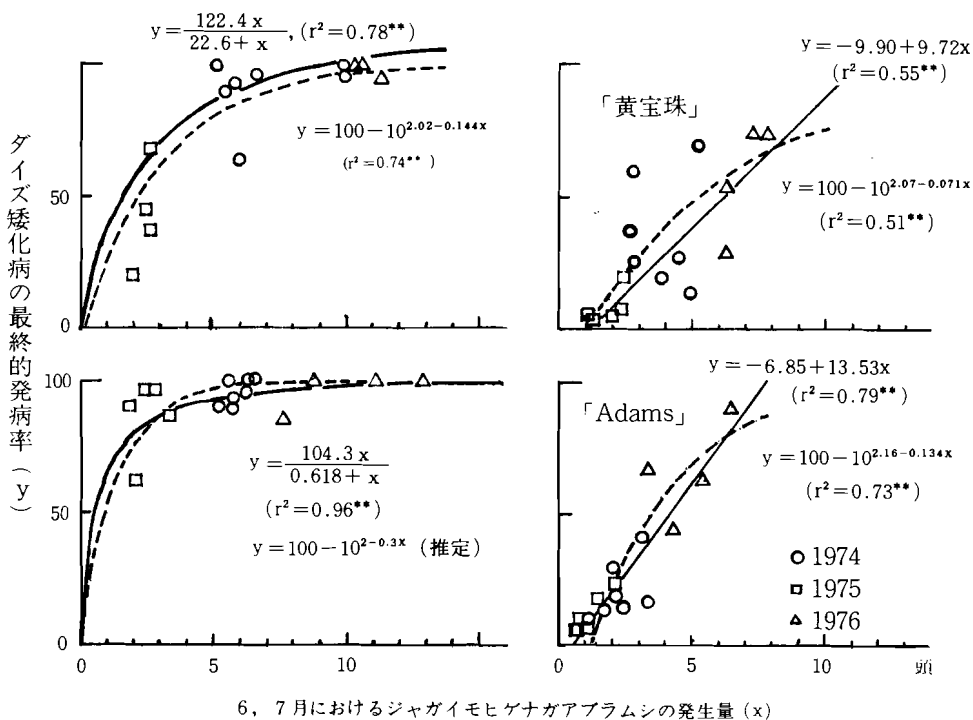 y=122.4x/22.6+x, (r²=0.78**)
y=100-10^2.02-0.144x
(r²=0.74**)
50
0
0
5
10
y=-9.90+9.72x
(r²=0.55**)
「黄宝珠」
y=100-10^2.07-0.071x
(r²=0.51**)
ダイズ矮化病の最終的発病率(y)
100
50
0
y=104.3x/0.618+x
(r²=0.96**)
y=100-10^2-0.3x (推定)
0
5
10
y=-6.85+13.53x
(r²=0.79**)
「Adams」
y=100-10^2.16-0.134x
(r²=0.73**)
○ 1974
□ 1975
△ 1976
0
5
10
頭
6, 7月におけるジャガイモヒゲナガアブラムシの発生量(x)